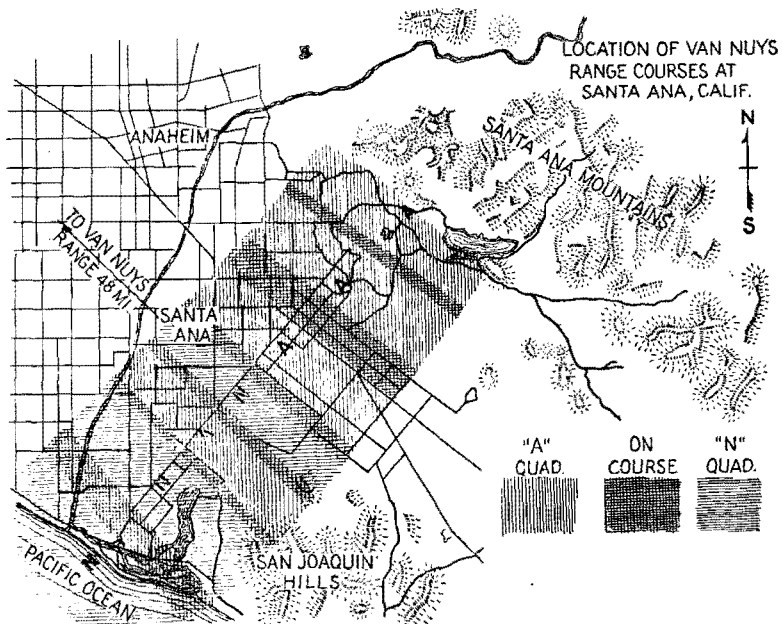 LOCATION OF VAN NUYS
RANGE COURSES AT
SANTA ANA, CALIF.
N
S
ANAHEIM
SANTA ANA MOUNTAINS
TO VAN NUYS
RANGE 48 MI.
SANTA
ANA
A
A
N
N
"A"
QUAD.
ON
COURSE
"N"
QUAD.
SAN JOAQUIN
HILLS
PACIFIC OCEAN